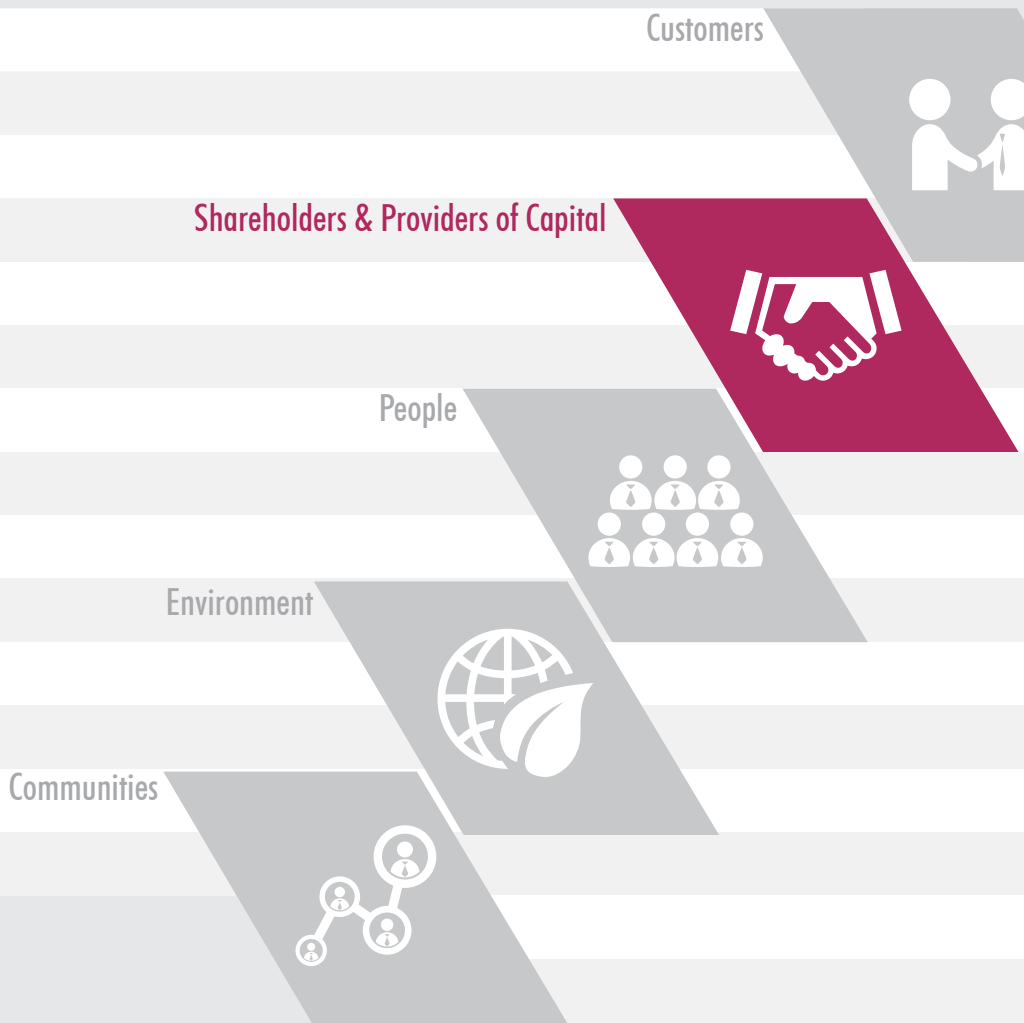 Customers
Shareholders & Providers of Capital
People
Environment
Communities